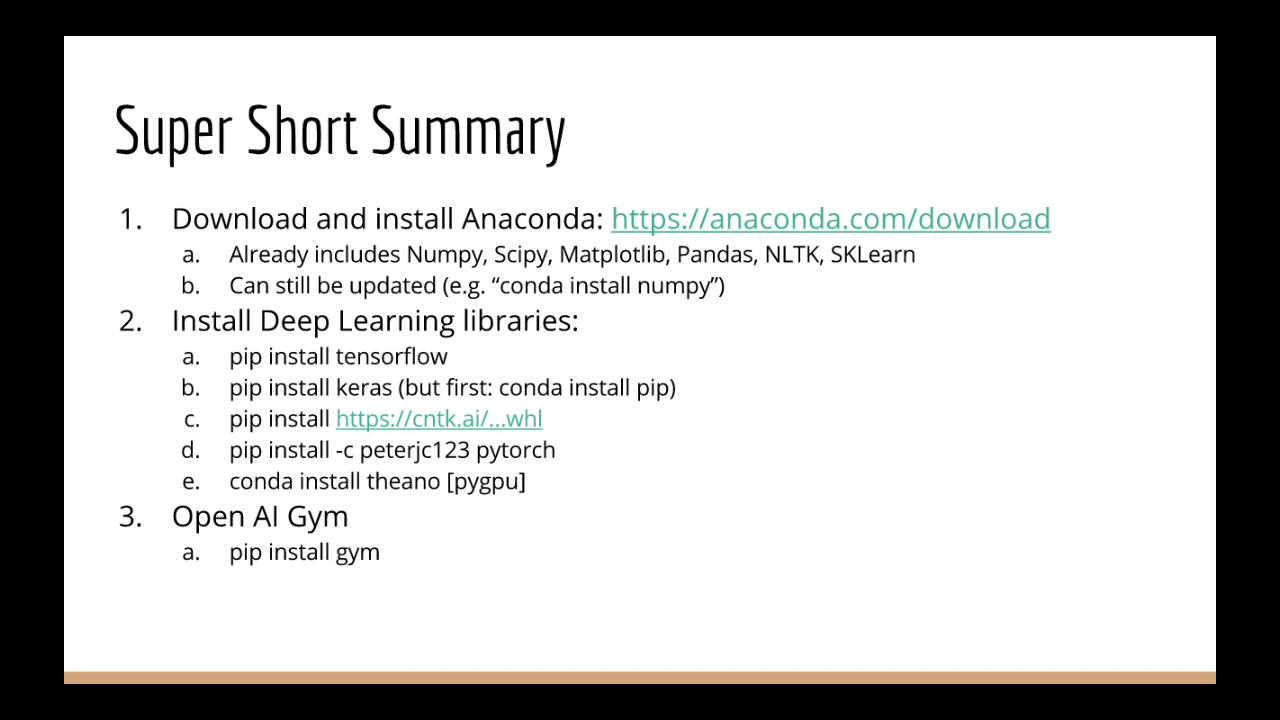 Super Short Summary
1. Download and install Anaconda: https://anaconda.com/download
a. Already includes Numpy, Scipy, Matplotlib, Pandas, NLTK, SKLearn
b. Can still be updated (e.g. “conda install numpy”)
2. Install Deep Learning libraries:
a. pip install tensorflow
b. pip install keras (but first: conda install pip)
c. pip install https://cntk.ai/...whl
d. pip install -c peterjc123 pytorch
e. conda install theano [pygpu]
3. Open AI Gym
a. pip install gym